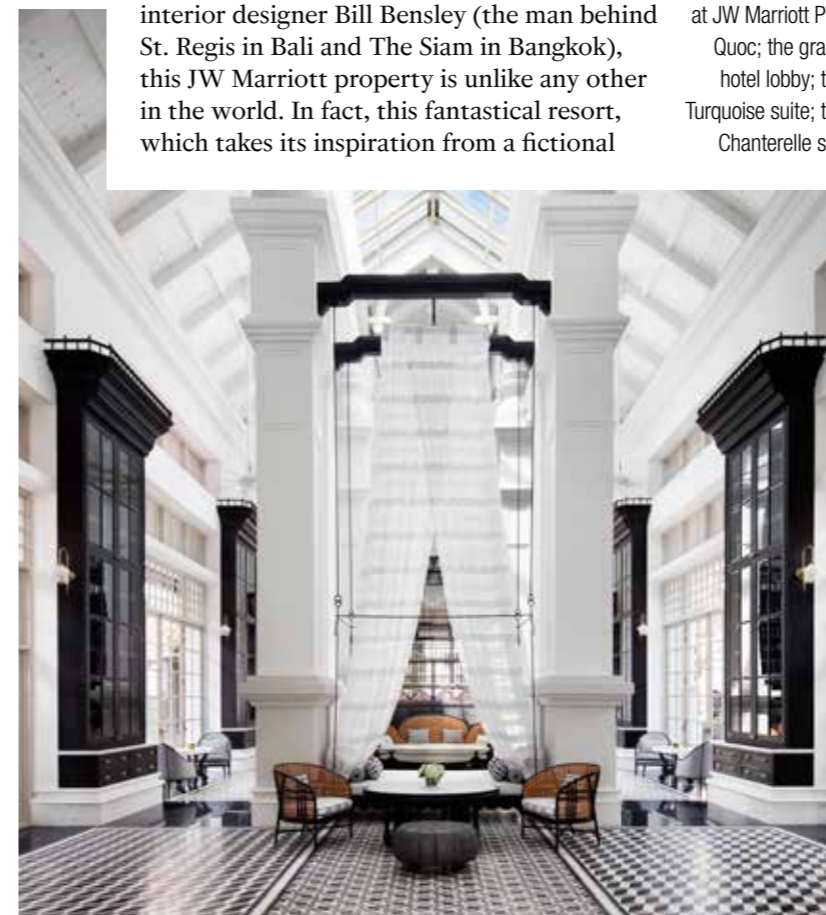 interior designer Bill Bensley (the man behind
St. Regis in Bali and The Siam in Bangkok),
this JW Marriott property is unlike any other
in the world. In fact, this fantastical resort,
which takes its inspiration from a fictional
at JW Marriott P
Quoc; the gra
hotel lobby; t
Turquoise suite; t
Chanterelle s